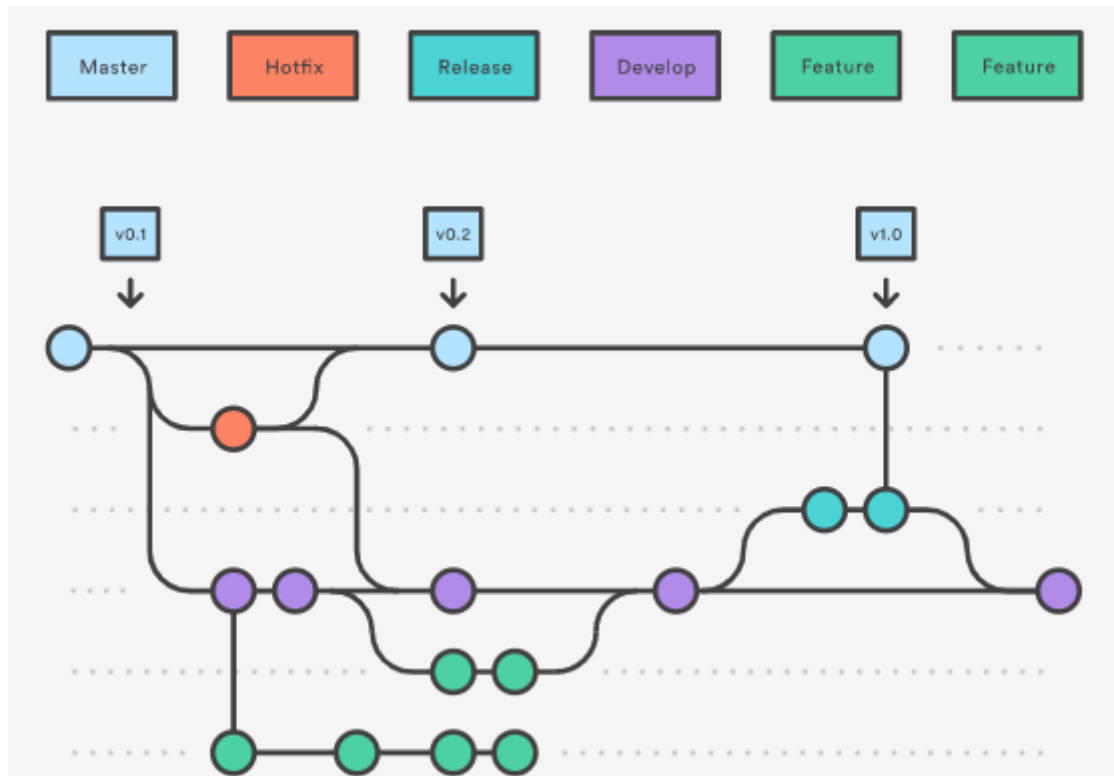 Master
Hotfix
Release
Develop
Feature
Feature
v0.1
v0.2
v1.0